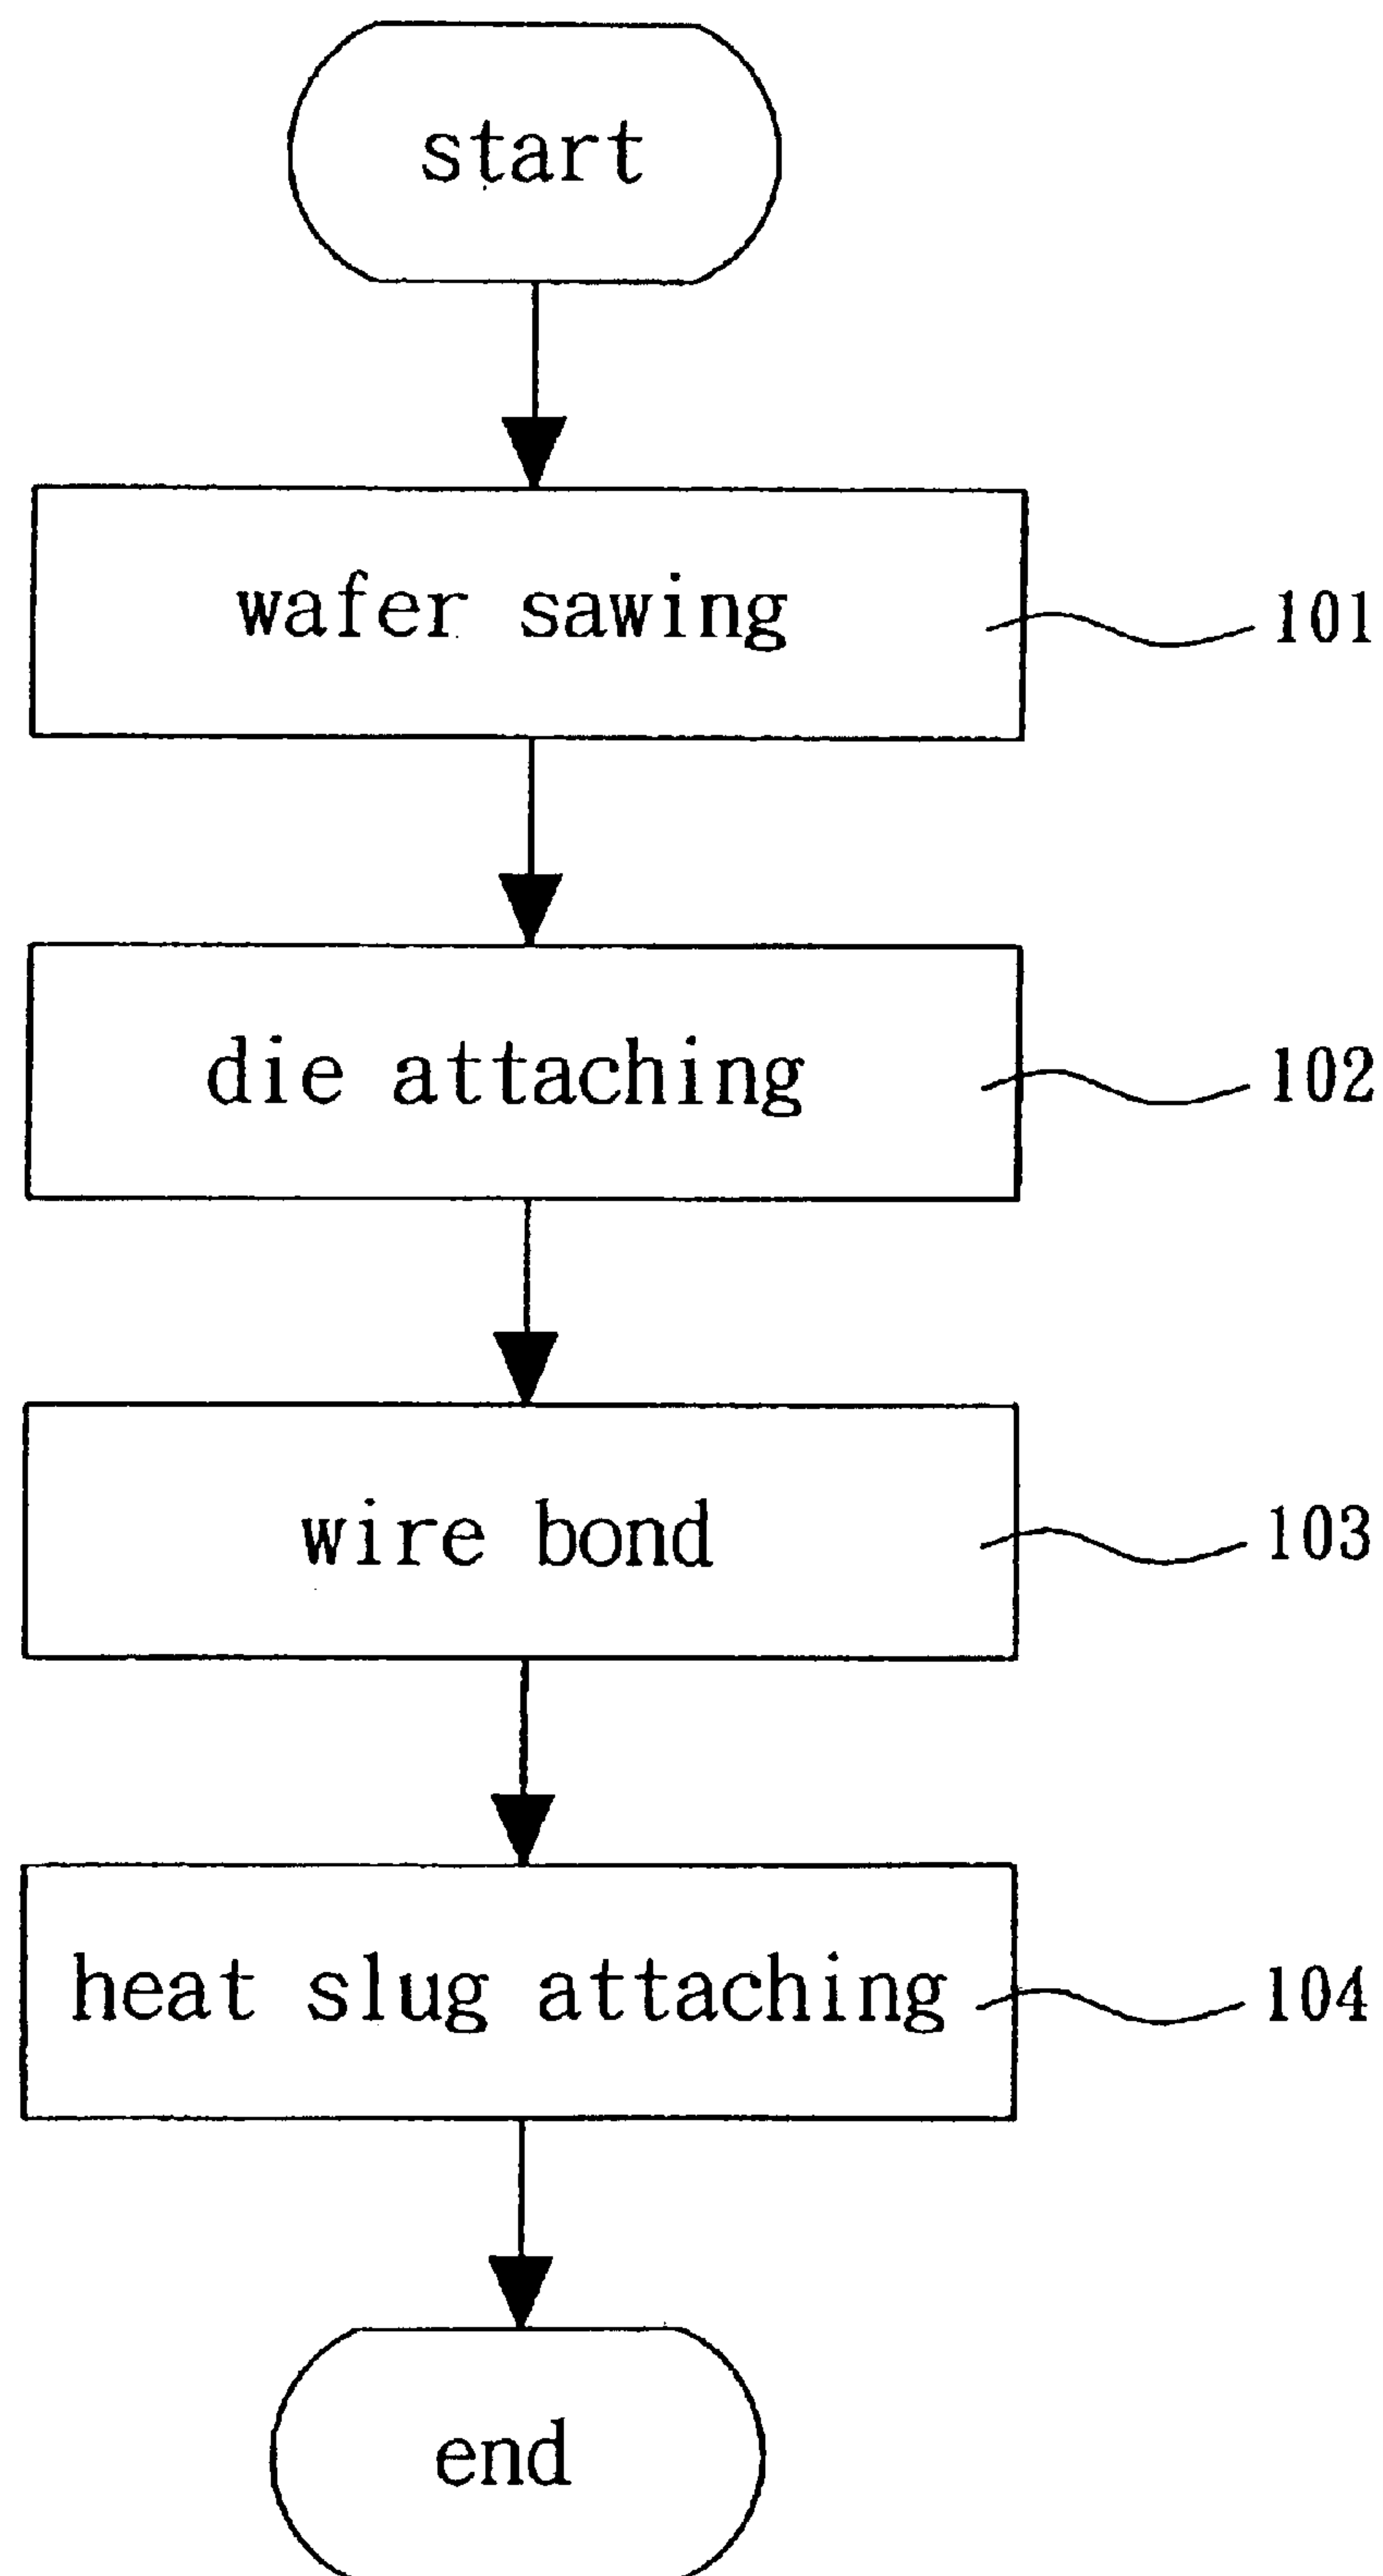 start
wafer sawing
101
die attaching
102
wire bond
103
heat slug attaching
104
end